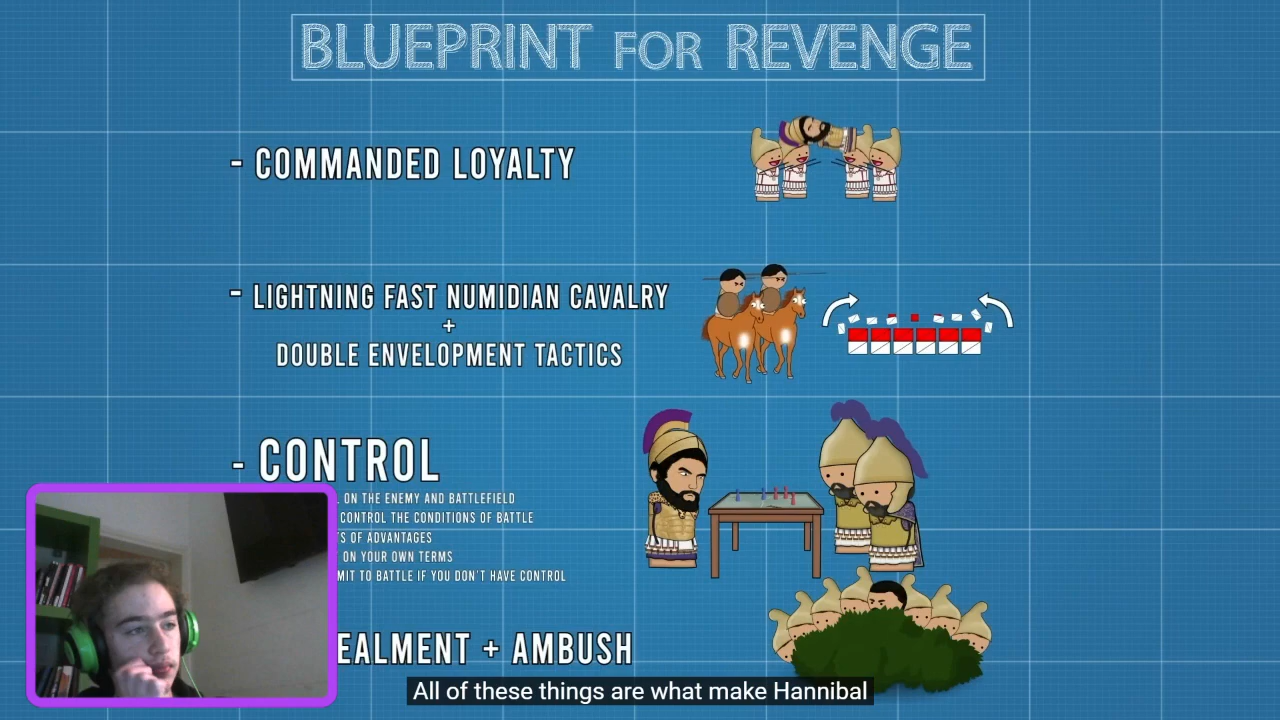 BLUEPRINT FOR REVENGE
- COMMANDED LOYALTY
- LIGHTNING FAST NUMIDIAN CAVALRY
+
DOUBLE ENVELOPMENT TACTICS
- CONTROL
ON THE ENEMY AND BATTLEFIELD
CONTROL THE CONDITIONS OF BATTLE
OF ADVANTAGES
ON YOUR OWN TERMS
TO BATTLE IF YOU DON'T HAVE CONTROL
EALMENT + AMBUSH
All of these things are what make Hannibal